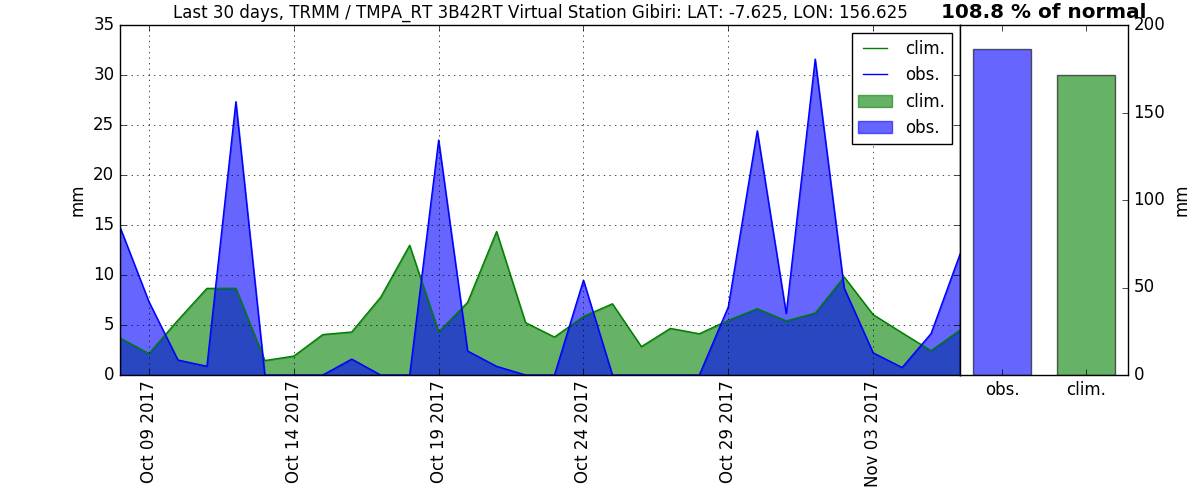 Last 30 days, TRMM / TMPA_RT 3B42RT Virtual Station Gibiri: LAT: -7.625, LON: 156.625
108.8 % of normal
35
30
25
20
15
10
5
0
mm
clim.
obs.
clim.
obs.
200
150
100
50
0
mm
obs.
clim.
Oct 09 2017
Oct 14 2017
Oct 19 2017
Oct 24 2017
Oct 29 2017
Nov 03 2017